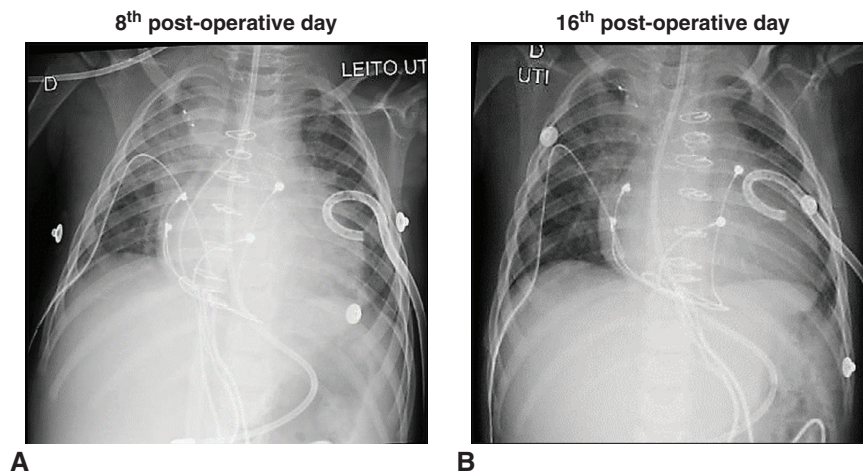 8th post-operative day
16th post-operative day
D
LEITO UT
D
UTI
A
B